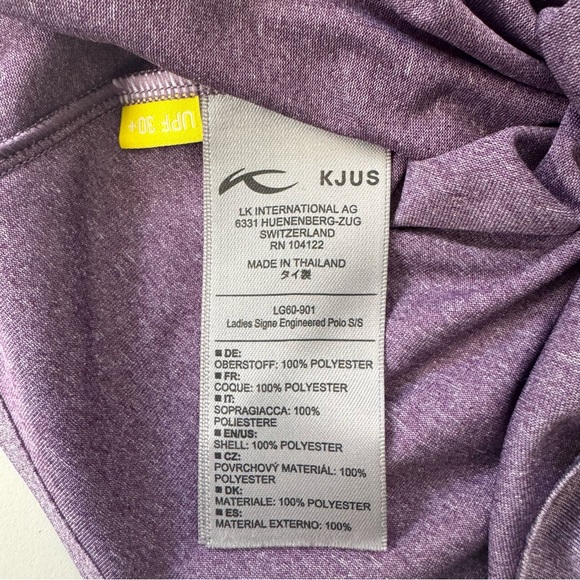 UPF 30+
KJUS
LK INTERNATIONAL AG
6331 HUENENBERG-ZUG
SWITZERLAND
RN 104122
MADE IN THAILAND
タイ製
LG60-901
Ladies Signe Engineered Polo S/S
■ DE:
OBERSTOFF: 100% POLYESTER
■ FR:
COQUE: 100% POLYESTER
■ IT:
SOPRAGIACCA: 100%
POLIESTERE
■ EN/US:
SHELL: 100% POLYESTER
■ CZ:
POVRCHOVÝ MATERIÁL: 100% POLYESTER
■ DK:
MATERIALE: 100% POLYESTER
■ ES:
MATERIAL EXTERNO: 100%